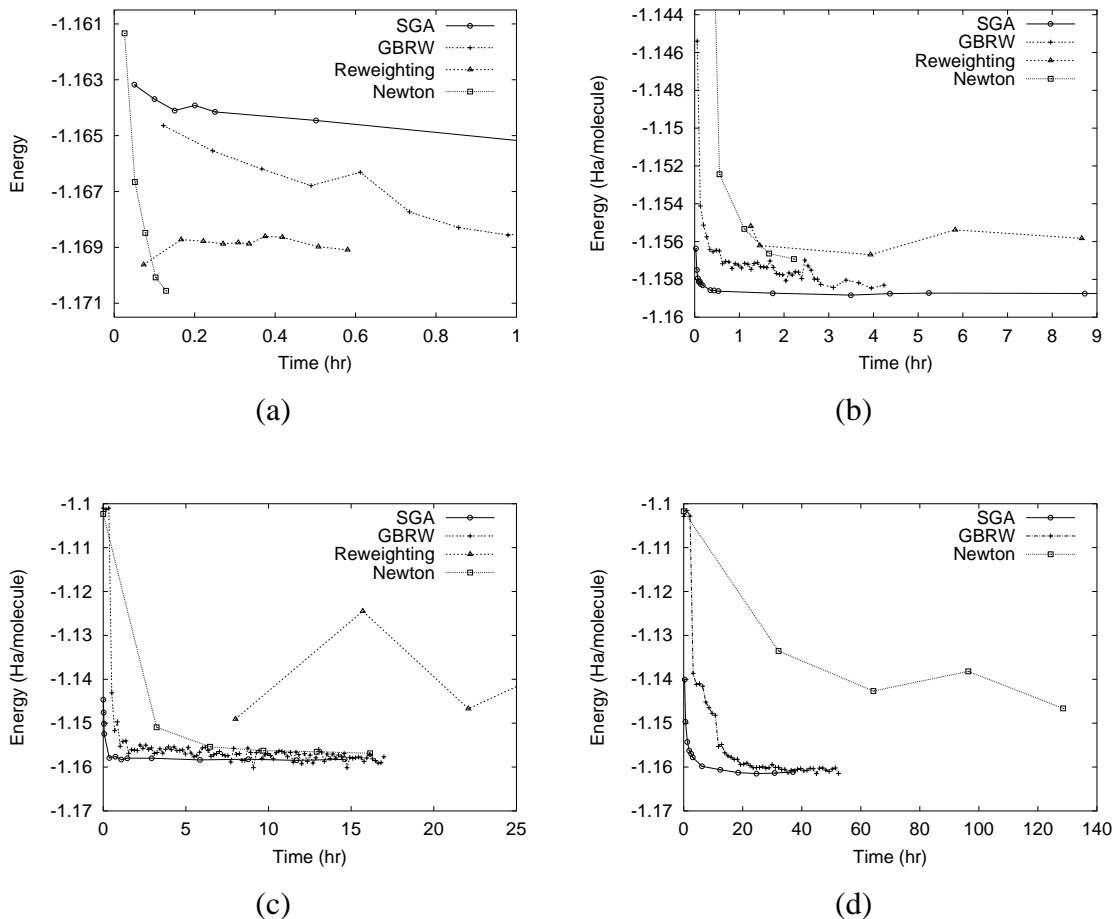 -1.161
-1.163
-1.165
-1.167
-1.169
-1.171
Energy
0 0.2 0.4 0.6 0.8 1
Time (hr)
SGA
GBRW
Reweighting
Newton
(a)
-1.144
-1.146
-1.148
-1.15
-1.152
-1.154
-1.156
-1.158
-1.16
Energy (Ha/molecule)
0 1 2 3 4 5 6 7 8 9
Time (hr)
SGA
GBRW
Reweighting
Newton
(b)
-1.1
-1.11
-1.12
-1.13
-1.14
-1.15
-1.16
-1.17
Energy (Ha/molecule)
0 5 10 15 20 25
Time (hr)
SGA
GBRW
Reweighting
Newton
(c)
-1.1
-1.11
-1.12
-1.13
-1.14
-1.15
-1.16
-1.17
Energy (Ha/molecule)
0 20 40 60 80 100 120 140
Time (hr)
SGA
GBRW
Newton
(d)